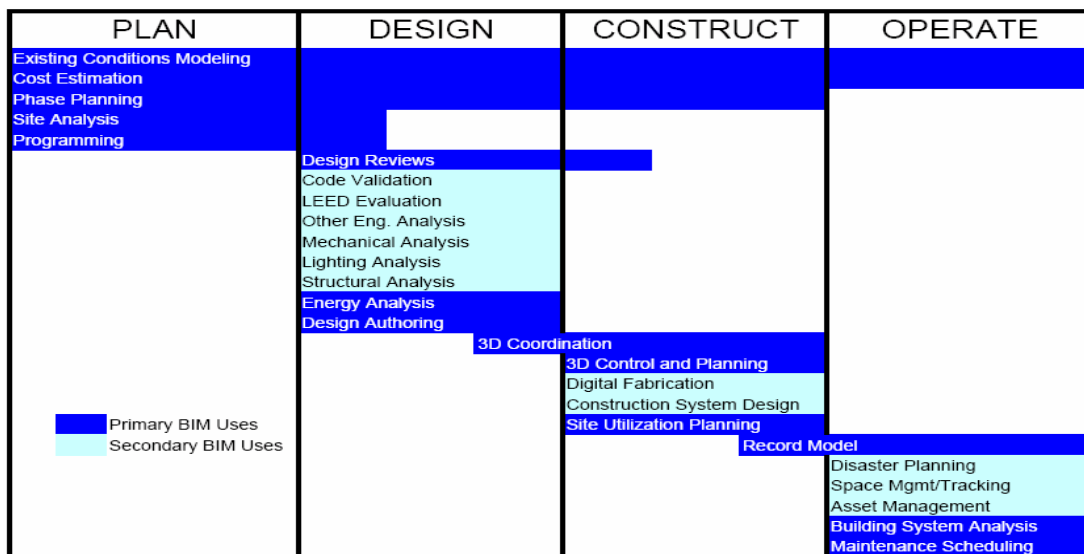 PLAN DESIGN CONSTRUCT OPERATE
Existing Conditions Modeling
Cost Estimation
Phase Planning
Site Analysis
Programming
Design Reviews
Code Validation
LEED Evaluation
Other Eng. Analysis
Mechanical Analysis
Lighting Analysis
Structural Analysis
Energy Analysis
Design Authoring
3D Coordination
3D Control and Planning
Digital Fabrication
Construction System Design
Primary BIM Uses
Site Utilization Planning
Secondary BIM Uses
Record Model
Disaster Planning
Space Mgmt/Tracking
Asset Management
Building System Analysis
Maintenance Scheduling